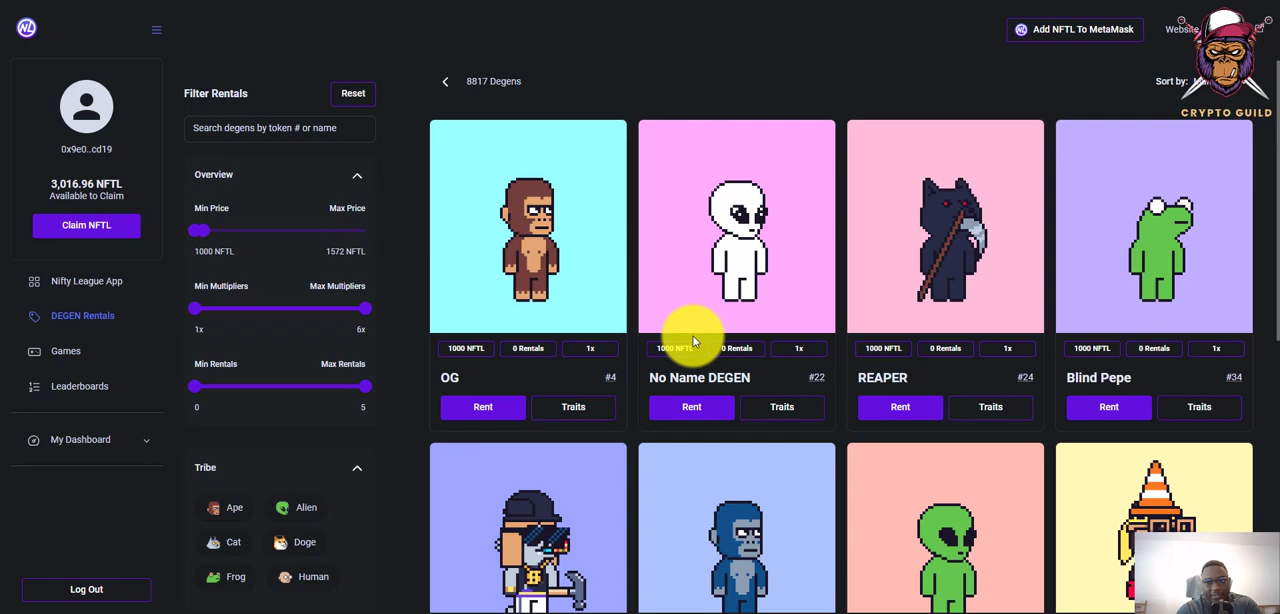 NL
Add NFTL To MetaMask
Website
CRYPTO GUILD
0x9e0..cd19
3,016.96 NFTL
Available to Claim
Claim NFTL
Nifty League App
DEGEN Rentals
Games
Leaderboards
My Dashboard
Log Out
Filter Rentals
Reset
Search degens by token # or name
Overview
Min Price Max Price
1000 NFTL 1572 NFTL
Min Multipliers Max Multipliers
1x 6x
Min Rentals Max Rentals
0 5
Tribe
Ape Alien
Cat Doge
Frog Human
8817 Degens
Sort by:
1000 NFTL 0 Rentals 1x
OG #4
Rent Traits
1000 NFTL 0 Rentals 1x
No Name DEGEN #22
Rent Traits
1000 NFTL 0 Rentals 1x
REAPER #24
Rent Traits
1000 NFTL 0 Rentals 1x
Blind Pepe #34
Rent Traits